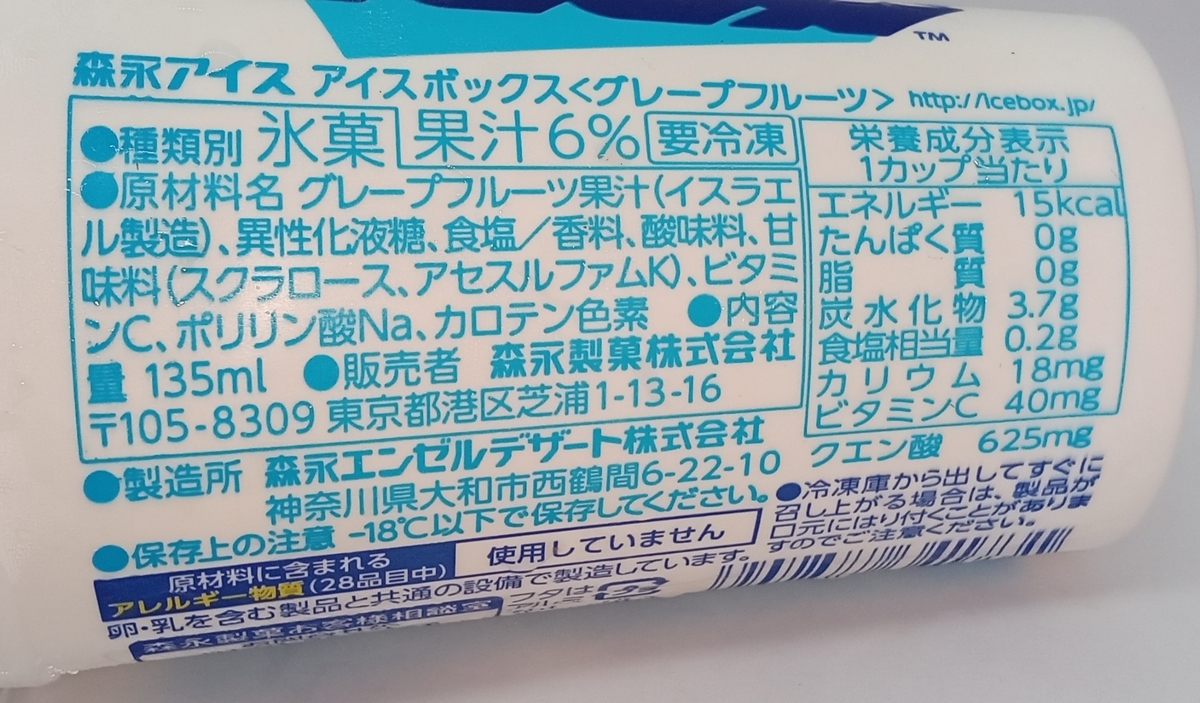 TM
森永アイス アイスボックス<グレープフルーツ> http://icebox.jp/
●種類別 氷菓 果汁6% 要冷凍
●原材料名 グレープフルーツ果汁(イスラエ
ル製造)、異性化液糖、食塩/香料、酸味料、甘
味料(スクラロース、アセスルファムK)、ビタミ
ンC、ポリリン酸Na、カロテン色素 ●内容
量 135ml ●販売者 森永製菓株式会社
〒105-8309 東京都港区芝浦1-13-16
栄養成分表示
1カップ当たり
エネルギー 15kcal
たんぱく質 0g
脂質 0g
炭水化物 3.7g
食塩相当量 0.2g
カリウム 18mg
ビタミンC 40mg
クエン酸 625mg
●製造所 森永エンゼルデザート株式会社
神奈川県大和市西鶴間6-22-10
●保存上の注意 -18℃以下で保存してください。
●冷凍庫から出してすぐに
召し上がる場合は、製品が
口元にはり付くことがありま
すのでご注意ください。
原材料に含まれる
アレルギー物質(28品目中)
使用していません
卵・乳を含む製品と共通の設備で製造しています。
森永製菓お客様相談室
フタは